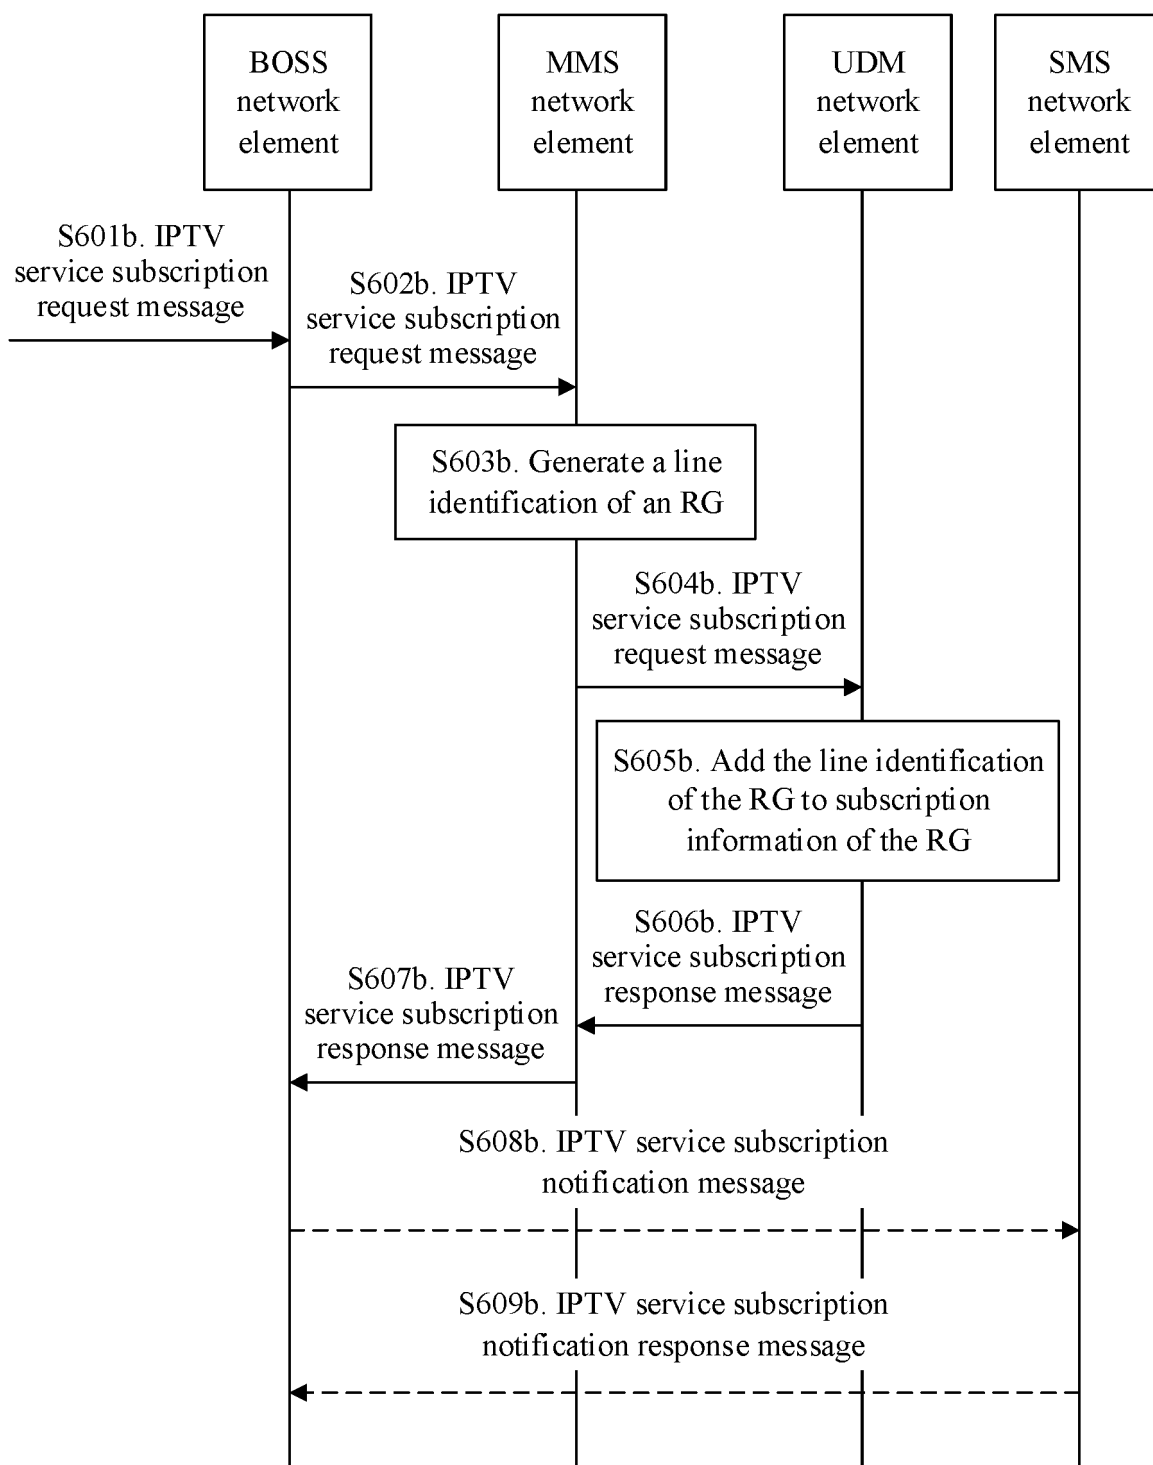 BOSS
network
element
MMS
network
element
UDM
network
element
SMS
network
element
S601b. IPTV
service subscription
request message
S602b. IPTV
service subscription
request message
S603b. Generate a line
identification of an RG
S604b. IPTV
service subscription
request message
S605b. Add the line identification
of the RG to subscription
information of the RG
S606b. IPTV
service subscription
response message
S607b. IPTV
service subscription
response message
S608b. IPTV service subscription
notification message
S609b. IPTV service subscription
notification response message